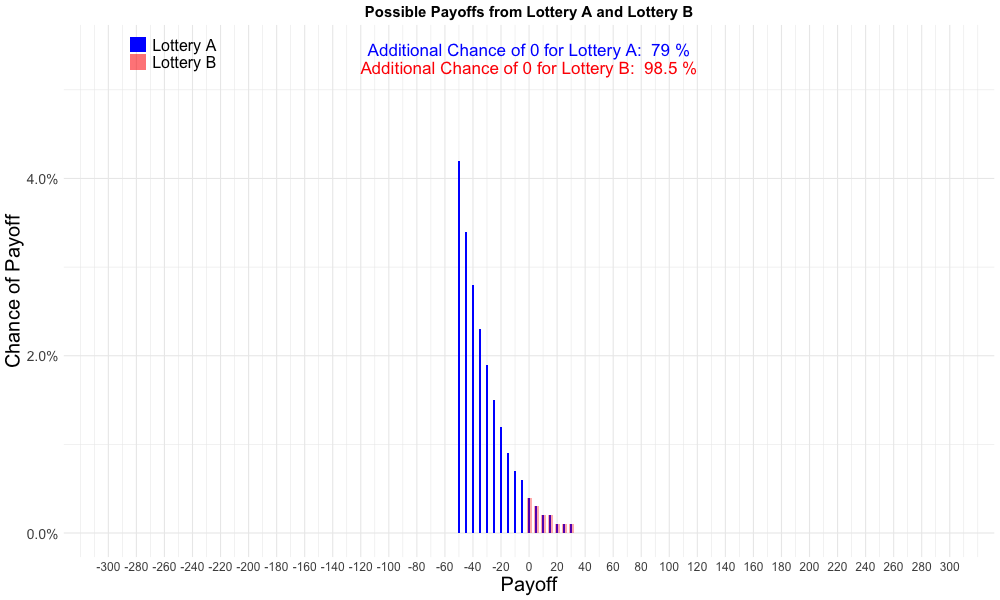 Possible Payoffs from Lottery A and Lottery B
Lottery A
Lottery B
Additional Chance of 0 for Lottery A:  79 %
Additional Chance of 0 for Lottery B:  98.5 %
Chance of Payoff
4.0%
2.0%
0.0%
-300 -280 -260 -240 -220 -200 -180 -160 -140 -120 -100 -80 -60 -40 -20 0 20 40 60 80 100 120 140 160 180 200 220 240 260 280 300
Payoff